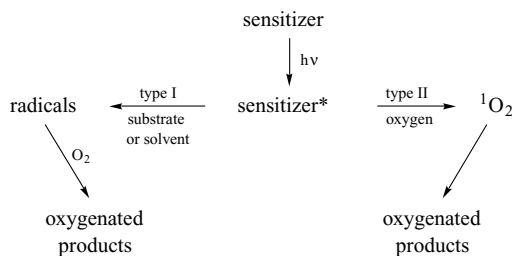 sensitizer
hν
radicals
type I
substrate
or solvent
sensitizer*
type II
oxygen
¹O₂
O₂
oxygenated
products
oxygenated
products